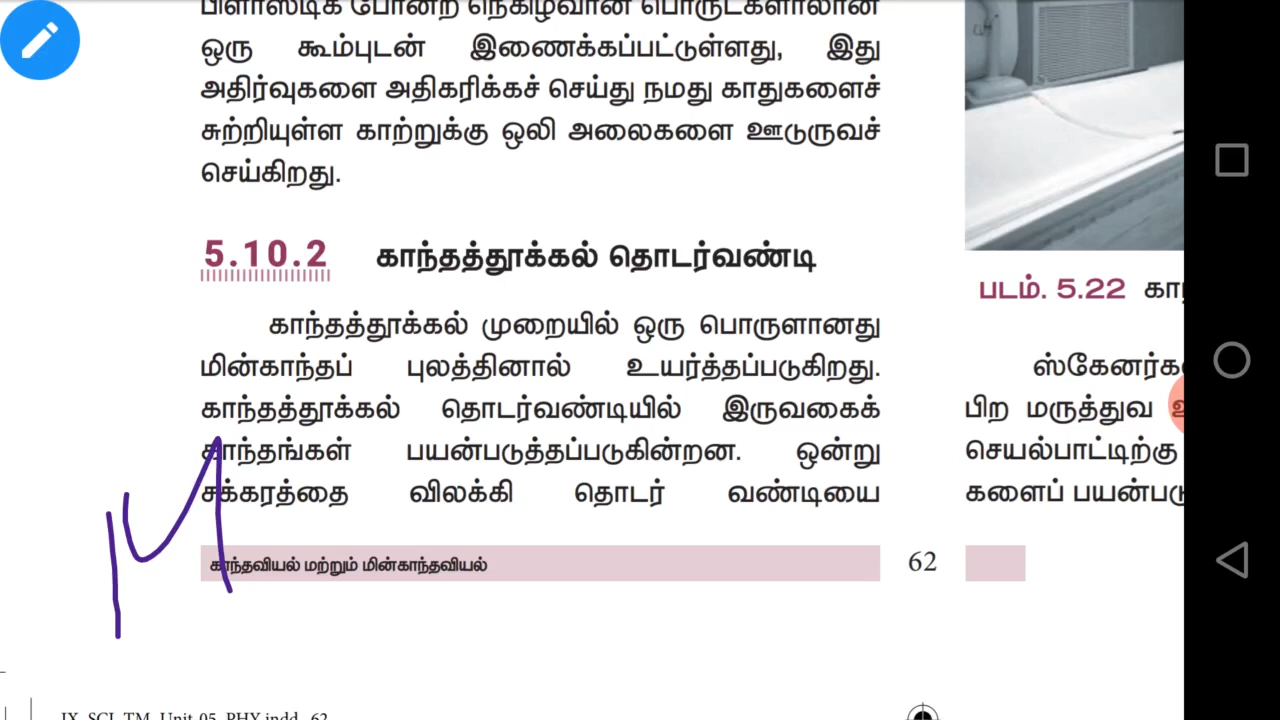 பிளாஸ்டிக் போன்ற நெகிழ்வான பொருட்களாலான
ஒரு கூம்புடன் இணைக்கப்பட்டுள்ளது, இது
அதிர்வுகளை அதிகரிக்கச் செய்து நமது காதுகளைச்
சுற்றியுள்ள காற்றுக்கு ஒலி அலைகளை ஊடுருவச்
செய்கிறது.
5.10.2 காந்தத்தூக்கல் தொடர்வண்டி
காந்தத்தூக்கல் முறையில் ஒரு பொருளானது
மின்காந்தப் புலத்தினால் உயர்த்தப்படுகிறது.
காந்தத்தூக்கல் தொடர்வண்டியில் இருவகைக்
காந்தங்கள் பயன்படுத்தப்படுகின்றன. ஒன்று
சக்கரத்தை விலக்கி தொடர் வண்டியை
காந்தவியல் மற்றும் மின்காந்தவியல்
62
படம். 5.22 கா
ஸ்கேனர்க
பிற மருத்துவ உ
செயல்பாட்டிற்கு
களைப் பயன்படு
M
IX_SCI_TM_Unit-05_PHY.indd 62